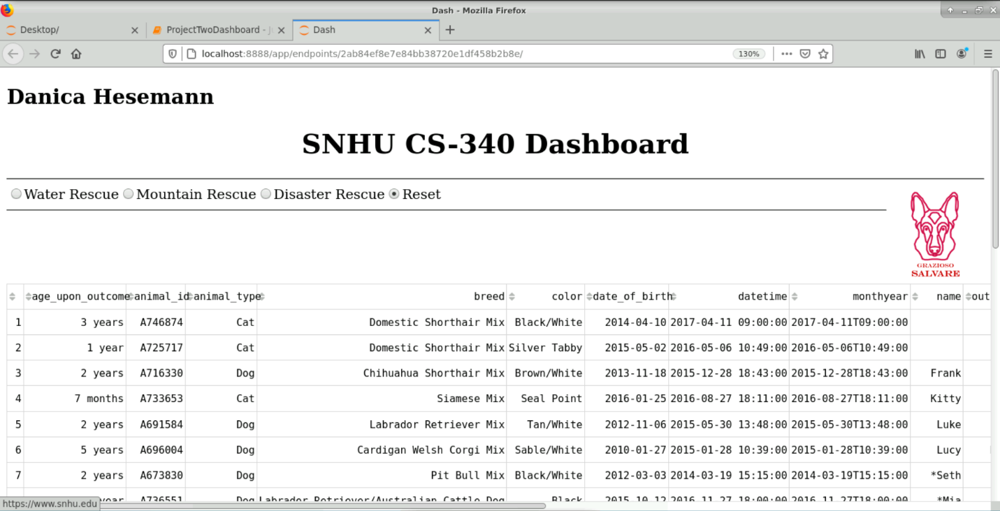 Dash - Mozilla Firefox
Desktop/ ProjectTwoDashboard - Dash
localhost:8888/app/endpoints/2ab84ef8e7e84bb38720e1df458b2b8e/ 130%
Danica Hesemann
SNHU CS-340 Dashboard
Water Rescue Mountain Rescue Disaster Rescue Reset
GRAZIOSO
SALVARE
age_upon_outcome animal_id animal_type breed color date_of_birth datetime monthyear name out
1 3 years A746874 Cat Domestic Shorthair Mix Black/White 2014-04-10 2017-04-11 09:00:00 2017-04-11T09:00:00
2 1 year A725717 Cat Domestic Shorthair Mix Silver Tabby 2015-05-02 2016-05-06 10:49:00 2016-05-06T10:49:00
3 2 years A716330 Dog Chihuahua Shorthair Mix Brown/White 2013-11-18 2015-12-28 18:43:00 2015-12-28T18:43:00 Frank
4 7 months A733653 Cat Siamese Mix Seal Point 2016-01-25 2016-08-27 18:11:00 2016-08-27T18:11:00 Kitty
5 2 years A691584 Dog Labrador Retriever Mix Tan/White 2012-11-06 2015-05-30 13:48:00 2015-05-30T13:48:00 Luke
6 5 years A696004 Dog Cardigan Welsh Corgi Mix Sable/White 2010-01-27 2015-01-28 10:39:00 2015-01-28T10:39:00 Lucy
7 2 years A673830 Dog Pit Bull Mix Black/White 2012-03-03 2014-03-19 15:15:00 2014-03-19T15:15:00 *Seth
year A736551 Dog Labrador Retriever/Australian Cattle Dog Black 2015-10-12 2016-11-27 18:00:00 2016-11-27T18:00:00 *Mia
https://www.snhu.edu